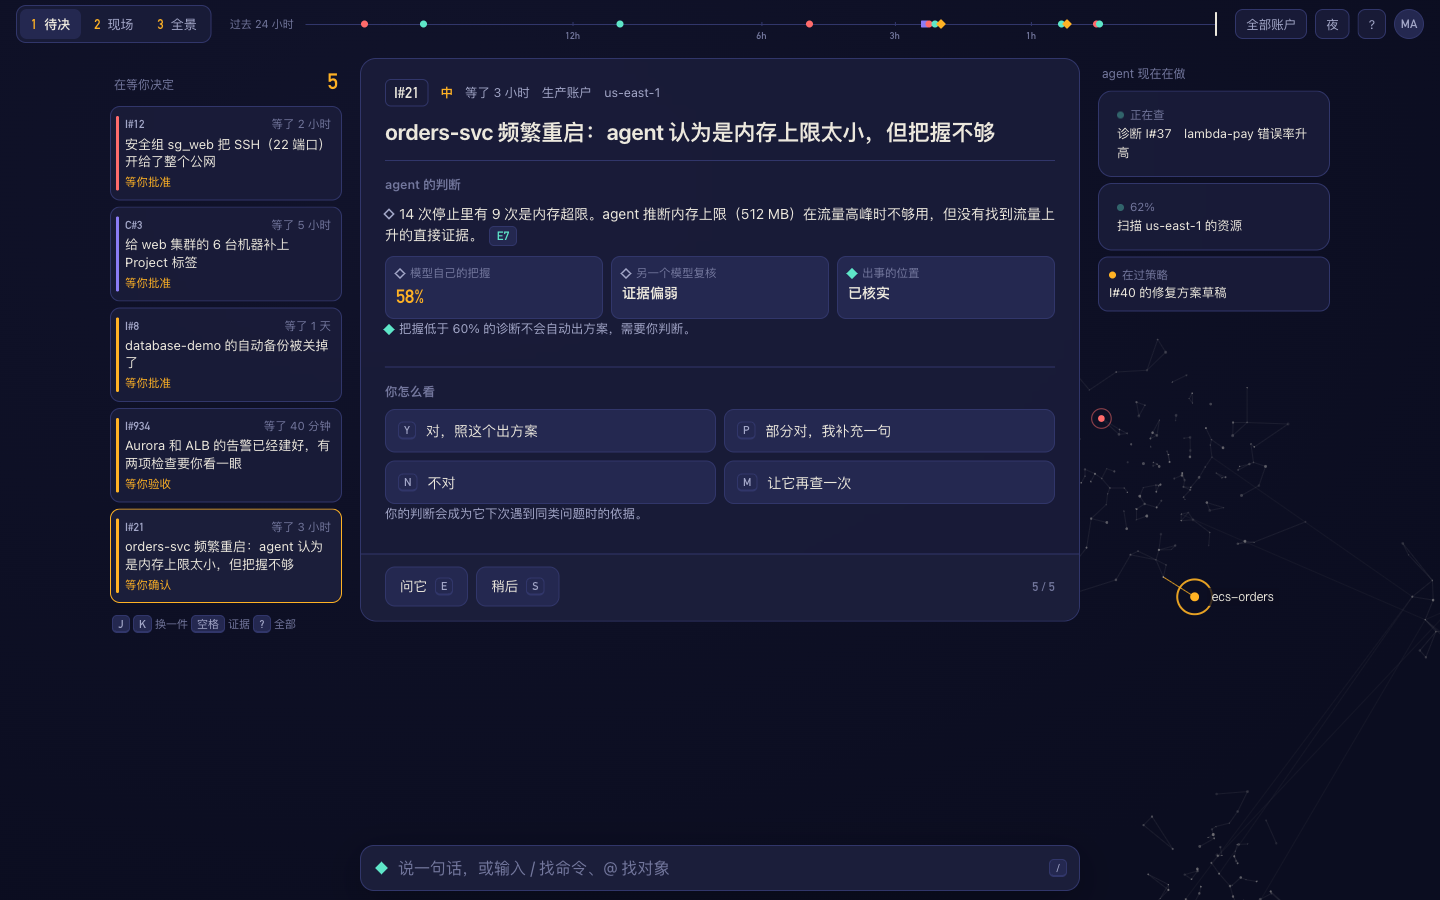 1 待决 2 现场 3 全景
过去 24 小时
12h 6h 3h 1h
全部账户 夜 ? MA
在等你决定 5
I#12 等了 2 小时
安全组 sg_web 把 SSH（22 端口）
开给了整个公网
等你批准
C#3 等了 5 小时
给 web 集群的 6 台机器补上
Project 标签
等你批准
I#8 等了 1 天
database-demo 的自动备份被关掉
了
等你批准
I#934 等了 40 分钟
Aurora 和 ALB 的告警已经建好，有
两项检查要你看一眼
等你验收
I#21 等了 3 小时
orders-svc 频繁重启：agent 认为
是内存上限太小，但把握不够
等你确认
J K 换一件 空格 证据 ? 全部
I#21 中 等了 3 小时 生产账户 us-east-1
orders-svc 频繁重启：agent 认为是内存上限太小，但把握不够
agent 的判断
14 次停止里有 9 次是内存超限。agent 推断内存上限（512 MB）在流量高峰时不够用，但没有找到流量上
升的直接证据。 E7
模型自己的把握
58%
另一个模型复核
证据偏弱
出事的位置
已核实
把握低于 60% 的诊断不会自动出方案，需要你判断。
你怎么看
Y 对，照这个出方案
P 部分对，我补充一句
N 不对
M 让它再查一次
你的判断会成为它下次遇到同类问题时的依据。
问它 E 稍后 S 5 / 5
agent 现在在做
正在查
诊断 I#37 lambda-pay 错误率升
高
62%
扫描 us-east-1 的资源
在过策略
I#40 的修复方案草稿
ecs-orders
说一句话，或输入 / 找命令、@ 找对象 /